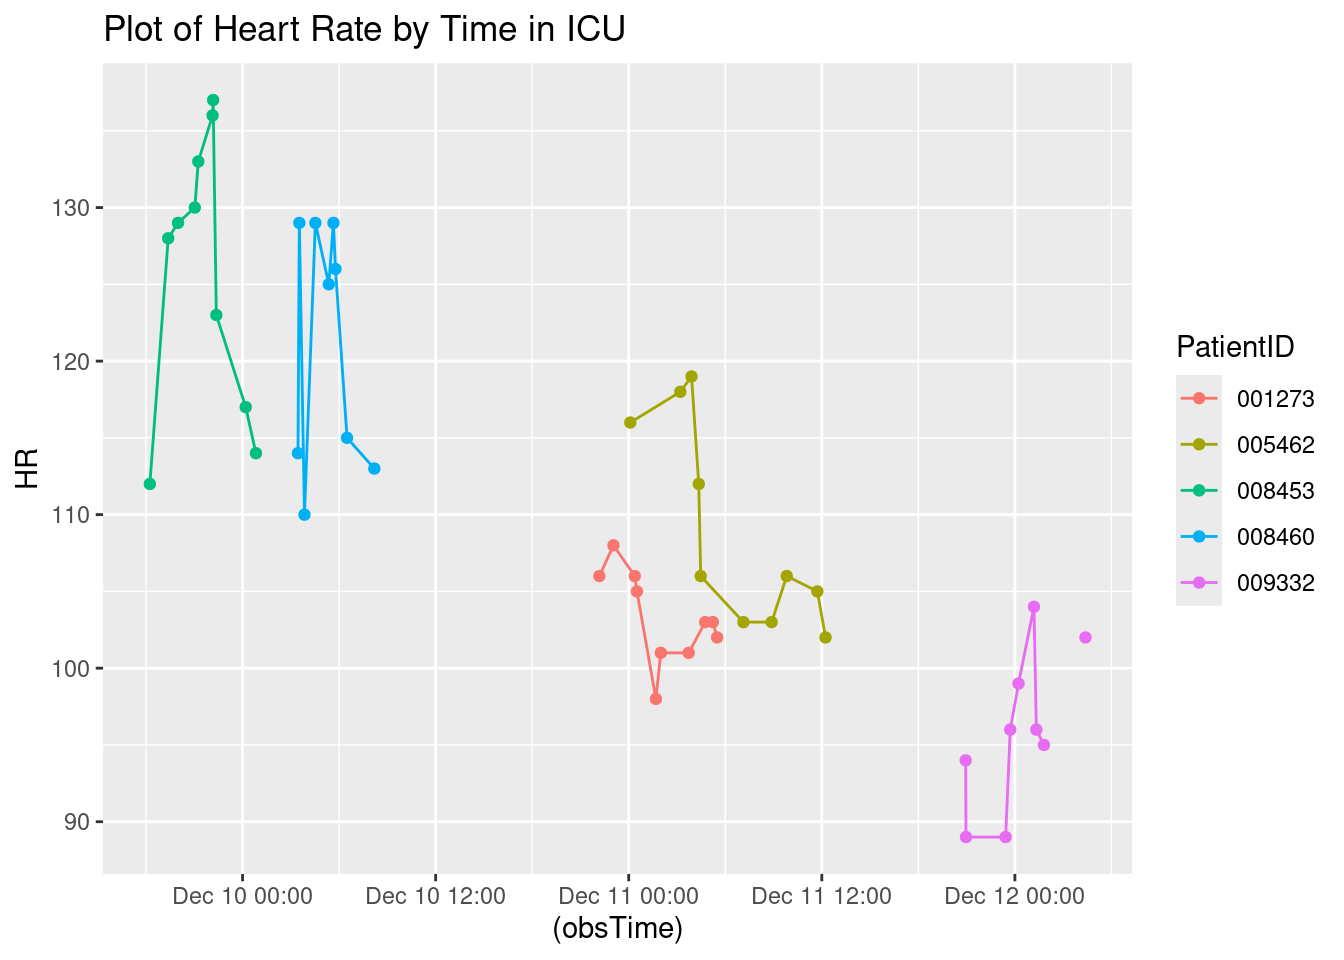 Plot of Heart Rate by Time in ICU
130
120
110
100
90
HR
Dec 10 00:00
Dec 10 12:00
Dec 11 00:00
Dec 11 12:00
Dec 12 00:00
(obsTime)
PatientID
001273
005462
008453
008460
009332